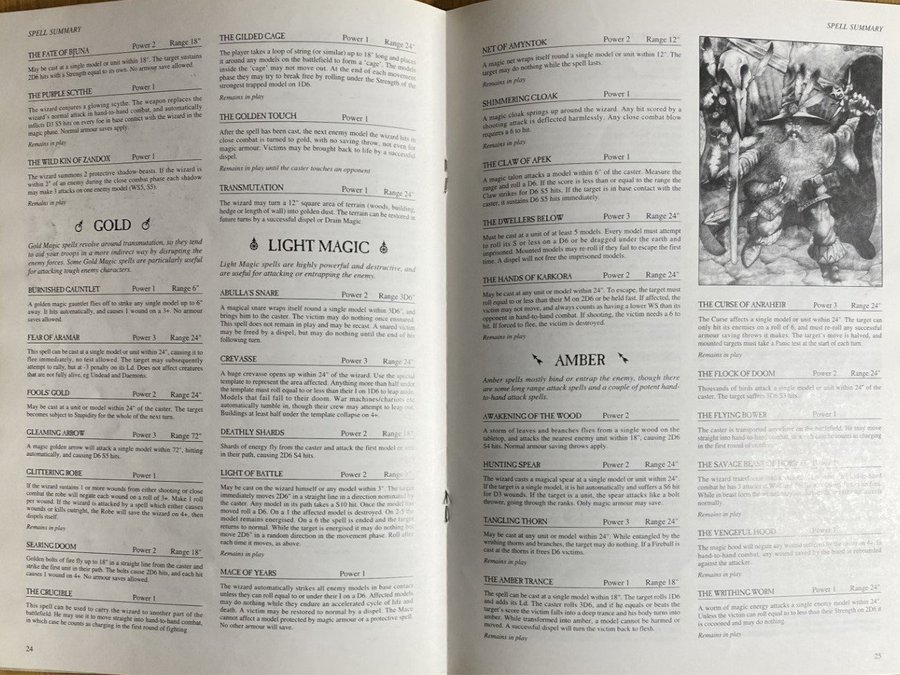 SPELL SUMMARY
THE FATE OF BJUNA Power 2 Range 18"
May be cast at a single model or unit within 18". The target sustains
2D6 hits with a Strength equal to its own. No armour save allowed.
THE PURPLE SCYTHE Power 1
The wizard conjures a glowing scythe. The weapon replaces the
wizard's normal attack in hand-to-hand combat, and automatically
inflicts D3 S5 hits on every foe in base contact with the wizard in the
magic phase. Normal armour saves apply.
Remains in play
THE WILD KIN OF ZANDOX Power 1
The wizard summons 2 protective shadow-beasts. If the wizard is
within 2" of an enemy during the close combat phase each shadow
may make 3 attacks on one enemy model (WS5, S5).
Remains in play
GOLD
Gold Magic spells revolve around transmutation, so they tend
to aid your troops in a more indirect way by disrupting the
enemy forces. Some Gold Magic spells are particularly useful
for attacking tough enemy characters.
BURNISHED GAUNTLET Power 1 Range 6"
A golden magic gauntlet flies off to strike any single model up to 6"
away. It hits automatically, and causes 1 wound on a 3+. No armour
saves allowed.
FEAR OF ARAMAR Power 3 Range 24"
This spell can be cast at a single model or unit within 24", causing it to
flee immediately, no test allowed. The target may subsequently
attempt to rally, but at -3 penalty on its Ld. Does not affect creatures
that are not fully alive, eg Undead and Daemons.
FOOLS' GOLD Power 2 Range 24"
May be cast at a unit or model within 24" of the caster. The target
becomes subject to Stupidity for the whole of the next turn.
GLEAMING ARROW Power 3 Range 72"
A magic golden arrow will attack a single model within 72", hitting
automatically, and causing D6 S5 hits.
GLITTERING ROBE Power 1
If the wizard sustains 1 or more wounds from either shooting or close
combat the robe will negate each wound on a roll of 3+. Make 1 roll
per wound. If the wizard is attacked by a spell which either causes
wounds or kills outright, the Robe will save the wizard on 4+, then
dispels itself.
Remains in play
SEARING DOOM Power 2 Range 18"
Golden bolts of fire fly up to 18" in a straight line from the caster and
strike the first unit in their path. The bolts cause 2D6 hits, and each hit
causes 1 wound on 4+. No armour saves allowed.
THE CRUCIBLE Power 1
This spell can be used to carry the wizard to another part of the
battlefield. He may use it to move straight into hand-to-hand combat,
in which case he counts as charging in the first round of fighting
24
THE GILDED CAGE Power 1 Range 24"
The player takes a loop of string (or similar) up to 18" long and places
it around any models on the battlefield to form a 'cage'. The models
inside the 'cage' may not move out. At the end of each movement
phase they may try to break free by rolling under the Strength of the
strongest trapped model on 1D6.
Remains in play
THE GOLDEN TOUCH Power 1
After the spell has been cast, the next enemy model the wizard hits in
close combat is turned to gold, with no saving throw, not even for
magic armour. Victims may be brought back to life by a successful
dispel.
Remains in play until the caster touches an opponent
TRANSMUTATION Power 1 Range 24"
The wizard may turn a 12" square area of terrain (woods, building,
hedge or length of wall) into golden dust. The terrain can be restored in
future turns by a successful dispel or Drain Magic
LIGHT MAGIC
Light Magic spells are highly powerful and destructive, and
are useful for attacking or entrapping the enemy.
ABULLA'S SNARE Power 2 Range 3D6"
A magical snare wraps itself round a single model within 3D6", and
brings him to the caster. The victim may do nothing once ensnared.
This spell does not remain in play and may be recast. A snared victim
may be freed by a dispel, but may do nothing until the end of his
following turn.
CREVASSE Power 3 Range 24"
A huge crevasse opens up within 24" of the wizard. Use the special
template to represent the area affected. Anything more than half under
the template must roll equal to or less than their I on 1D6 to leap aside.
Models that fail fall to their doom. War machines/chariots etc
automatically tumble in, though their crew may attempt to leap out.
Buildings at least half under the template collapse on 4+.
DEATHLY SHARDS Power 2 Range 18"
Shards of energy fly from the caster and attack the first model or unit
in their path, causing 2D6 S4 hits.
LIGHT OF BATTLE Power 2
May be cast on the wizard himself or any model within 3". The target
immediately moves 2D6" in a straight line in a direction nominated by
the caster. Any model in its path takes a S10 hit. Once the model has
moved roll a D6. On a 1 the affected model is destroyed. On 2-5 the
model remains energised. On a 6 the spell is ended and the target
returns to normal. While the target is energised it may do nothing but
move 2D6" in a random direction in the movement phase. Roll after
each time it moves, as above.
Remains in play
MACE OF YEARS Power 1
The wizard automatically strikes all enemy models in base contact
unless they can roll equal to or under their I on a D6. Affected models
may do nothing while they endure an accelerated cycle of life and
death. A victim may be restored to normal by a dispel. The Mace
cannot affect a model protected by magic armour or a protective spell.
No other armour will save.
SPELL SUMMARY
NET OF AMYNTOK Power 2 Range 12"
A magic net wraps itself round a single model or unit within 12". The
target may do nothing while the spell lasts.
Remains in play
SHIMMERING CLOAK Power 1
A magic cloak springs up around the wizard. Any hit scored by a
shooting attack is deflected harmlessly. Any close combat blow
requires a 6 to hit.
Remains in play
THE CLAW OF APEK Power 1
A magic talon attacks a model within 6" of the caster. Measure the
range and roll a D6. If the score is less than or equal to the range the
Claw strikes for D6 S5 hits. If the target is in base contact with the
caster, it sustains D6 S5 hits immediately.
THE DWELLERS BELOW Power 3 Range 24"
Must be cast at a unit of at least 5 models. Every model must attempt
to roll its S or less on a D6 or be dragged under the earth and
imprisoned. Mounted models may re-roll if they fail to escape the first
time. A dispel will not free the imprisoned models.
THE HANDS OF KARKORA Power 2 Range 24"
May be cast at any unit or model within 24". To escape, the target must
roll equal to or less than their M on 2D6 or be held fast. If affected, the
victim may not move, and always counts as having a lower WS than its
opponent in hand-to-hand combat. If shooting, the victim needs a 6 to
hit. If forced to flee, the victim is destroyed.
Remains in play
AMBER
Amber spells mostly bind or entrap the enemy, though there
are some long range attack spells and a couple of potent hand-
to-hand attack spells.
AWAKENING OF THE WOOD Power 2
A storm of leaves and branches flies from a single wood on the
tabletop, and attacks the nearest enemy unit within 18", causing 2D6
S4 hits. Normal armour saving throws apply.
HUNTING SPEAR Power 2 Range 24"
The wizard casts a magical spear at a single model or unit within 24".
If the target is a single model, it is hit automatically and suffers a S6 hit
for D3 wounds. If the target is a unit, the spear attacks like a bolt
thrower, going through the ranks. Only magic armour may save.
TANGLING THORN Power 3 Range 24"
May be cast at any unit or model within 24". While entangled by the
writhing thorns and branches, the target may do nothing. If a Fireball is
cast at the thorns it frees D6 victims.
Remains in play
THE AMBER TRANCE Power 1 Range 18"
The spell can be cast at a single model within 18". The target rolls 1D6
and adds its Ld. The caster rolls 3D6, and if he equals or beats the
target's score the victim falls into a deep trance and his body turns into
amber. While transformed into amber, a model cannot be harmed or
moved. A successful dispel will turn the victim back to flesh.
Remains in play
SPELL SUMMARY
THE CURSE OF ANRAHEIR Power 3 Range 24"
The Curse affects a single model or unit within 24". The target can
only hit its enemies on a roll of 6, and must re-roll any successful
armour saving throws it makes. The target's move is halved, and
mounted targets must take a Panic test at the start of each turn.
Remains in play
THE FLOCK OF DOOM Power 2 Range 24"
Thousands of birds attack a single model or unit within 24" of the
caster. The target suffers 3D6 S3 hits.
THE FLYING BOWER Power 1
The caster is transported anywhere on the battlefield. He may move
straight into hand-to-hand combat, in which case he counts as charging
in the first round of combat.
THE SAVAGE BEAST OF HORROS
The wizard transforms
combat he has 3 attacks at
While in beast form the
normally.
Remains in play
THE VENGEFUL HOOD Power 2
The magic hood will negate any wound suffered by the on 4+. In
hand-to-hand combat, any wound saved by the hood is rebounded
against the attacker.
Remains in play
THE WRITHING WORM Power 1 Range 24"
A worm of magic energy attacks a single enemy model within 24".
Unless the victim can roll equal to or less than their Strength on 2D6 it
is cocooned and may do nothing.
Remains in play
25